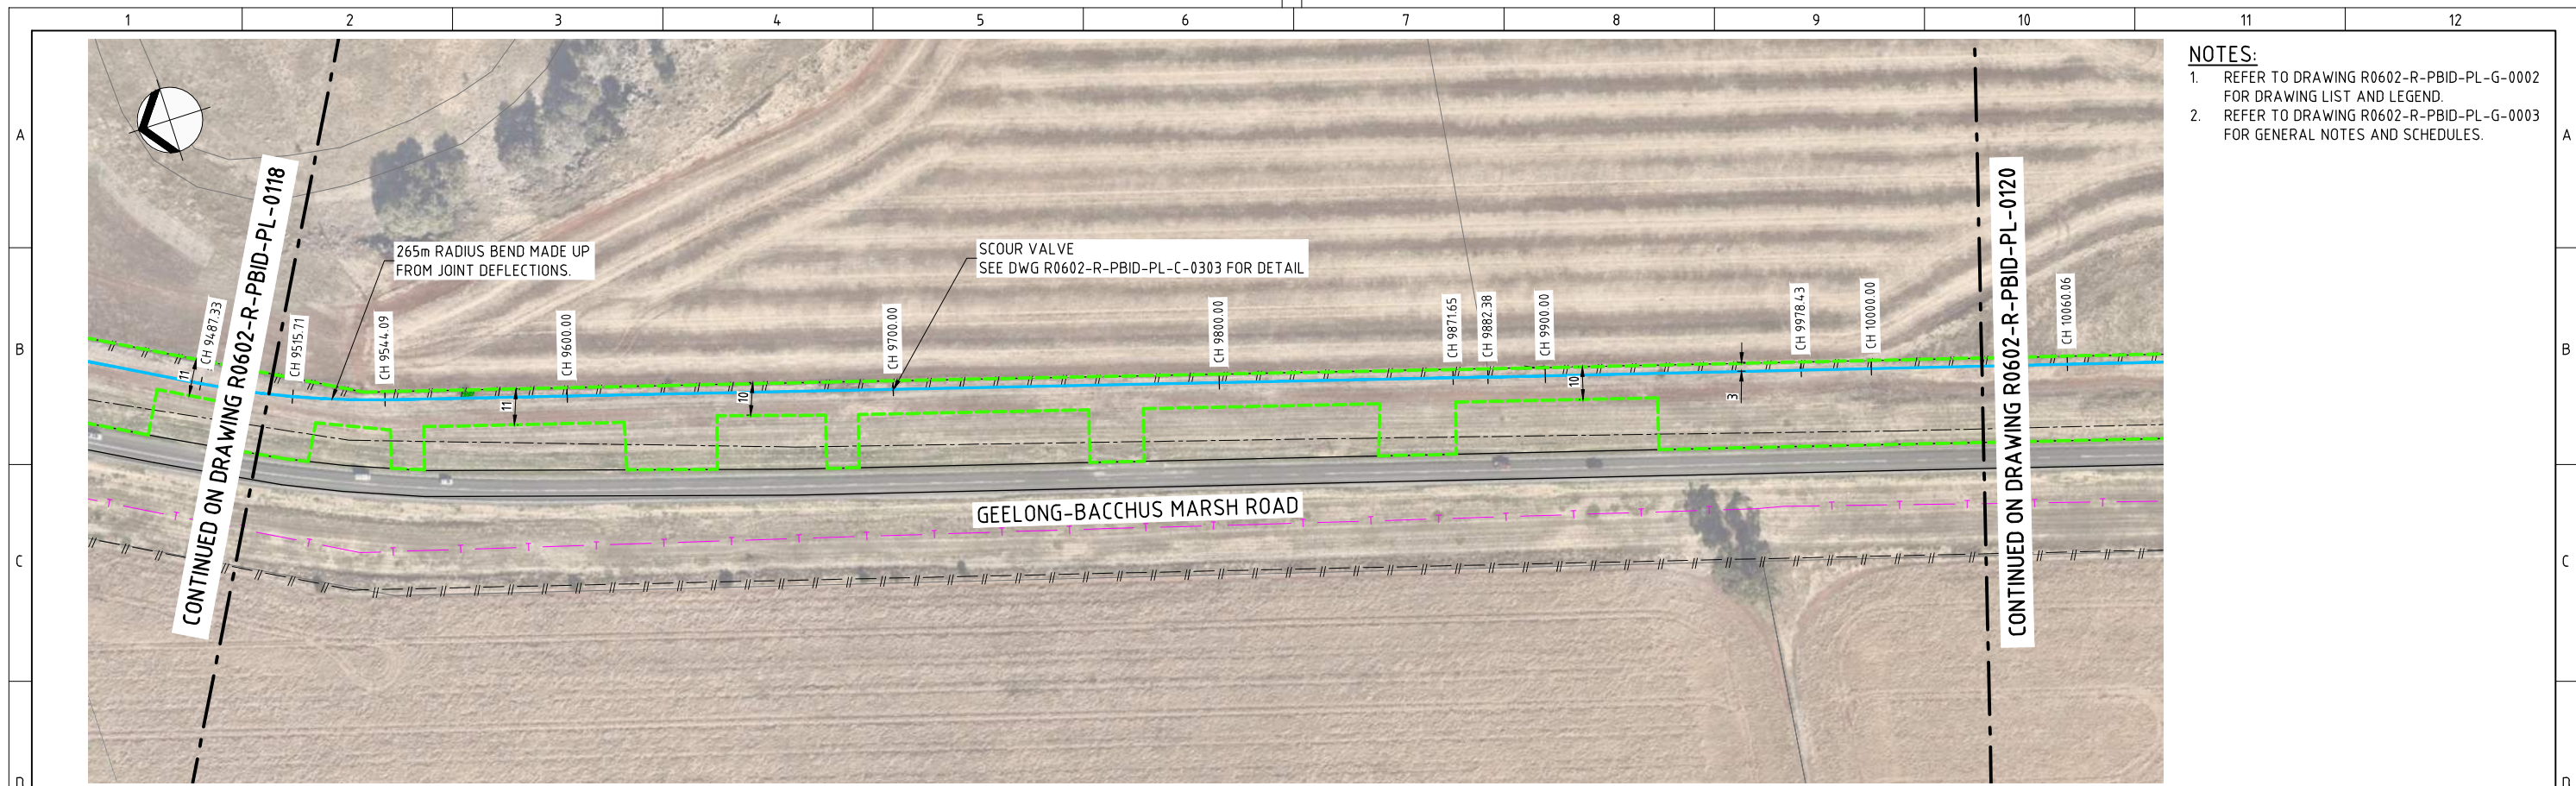 1 2 3 4 5 6 7 8 9 10 11 12
A
B
C
D
A
B
C
D
NOTES:
1. REFER TO DRAWING R0602-R-PBID-PL-G-0002
FOR DRAWING LIST AND LEGEND.
2. REFER TO DRAWING R0602-R-PBID-PL-G-0003
FOR GENERAL NOTES AND SCHEDULES.
CONTINUED ON DRAWING R0602-R-PBID-PL-0118
265m RADIUS BEND MADE UP
FROM JOINT DEFLECTIONS.
SCOUR VALVE
SEE DWG R0602-R-PBID-PL-C-0303 FOR DETAIL
CH 9487.33
CH 9515.71
CH 9544.09
CH 9600.00
CH 9700.00
CH 9800.00
CH 9871.65
CH 9882.38
CH 9900.00
CH 9978.43
CH 10000.00
CH 10060.06
11
11
10
10
3
GEELONG-BACCHUS MARSH ROAD
T T T T T T T T T T T T T T T T T T T T T T T T T T T T T T
CONTINUED ON DRAWING R0602-R-PBID-PL-0120